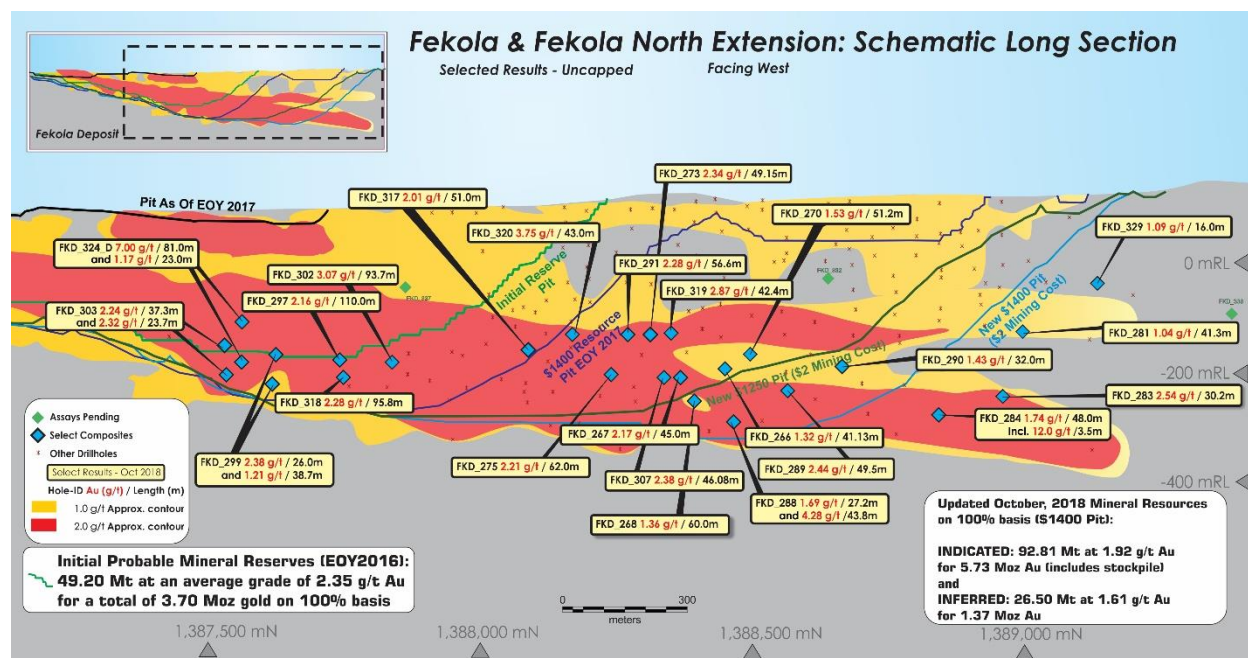 Fekola & Fekola North Extension: Schematic Long Section
Selected Results - Uncapped
Facing West
Fekola Deposit
Pit As Of EOY 2017
FKD_317 2.01 g/t / 51.0m
FKD_273 2.34 g/t / 49.15m
FKD_320 3.75 g/t / 43.0m
FKD_270 1.53 g/t / 51.2m
FKD_329 1.09 g/t / 16.0m
FKD_324_D 7.00 g/t / 81.0m
and 1.17 g/t / 23.0m
FKD_302 3.07 g/t / 93.7m
FKD_291 2.28 g/t / 56.6m
0 mRL
FKD_297 2.16 g/t / 110.0m
FKD_319 2.87 g/t / 42.4m
Initial Reserve
Pit
FKD_303 2.24 g/t / 37.3m
and 2.32 g/t / 23.7m
$1400 Resource
Pit EOY 2017
New $1400 Pit
($2 Mining Cost)
FKD_281 1.04 g/t / 41.3m
FKD_290 1.43 g/t / 32.0m
New $1250 Pit ($2 Mining Cost)
-200 mRL
FKD_283 2.54 g/t / 30.2m
FKD_318 2.28 g/t / 95.8m
FKD_284 1.74 g/t / 48.0m
Incl. 12.0 g/t /3.5m
FKD_267 2.17 g/t / 45.0m
FKD_266 1.32 g/t / 41.13m
FKD_299 2.38 g/t / 26.0m
and 1.21 g/t / 38.7m
FKD_275 2.21 g/t / 62.0m
FKD_289 2.44 g/t / 49.5m
FKD_307 2.38 g/t / 46.08m
-400 mRL
FKD_288 1.69 g/t / 27.2m
and 4.28 g/t /43.8m
FKD_268 1.36 g/t / 60.0m
Assays Pending
Select Composites
Other Drillholes
Select Results - Oct 2018
Hole-ID Au (g/t) / Length (m)
1.0 g/t Approx. contour
2.0 g/t Approx. contour
Initial Probable Mineral Reserves (EOY2016):
49.20 Mt at an average grade of 2.35 g/t Au
for a total of 3.70 Moz gold on 100% basis
Updated October, 2018 Mineral Resources
on 100% basis ($1400 Pit):
INDICATED: 92.81 Mt at 1.92 g/t Au
for 5.73 Moz Au (includes stockpile)
and
INFERRED: 26.50 Mt at 1.61 g/t Au
for 1.37 Moz Au
0 300
meters
1,387,500 mN
1,388,000 mN
1,388,500 mN
1,389,000 mN